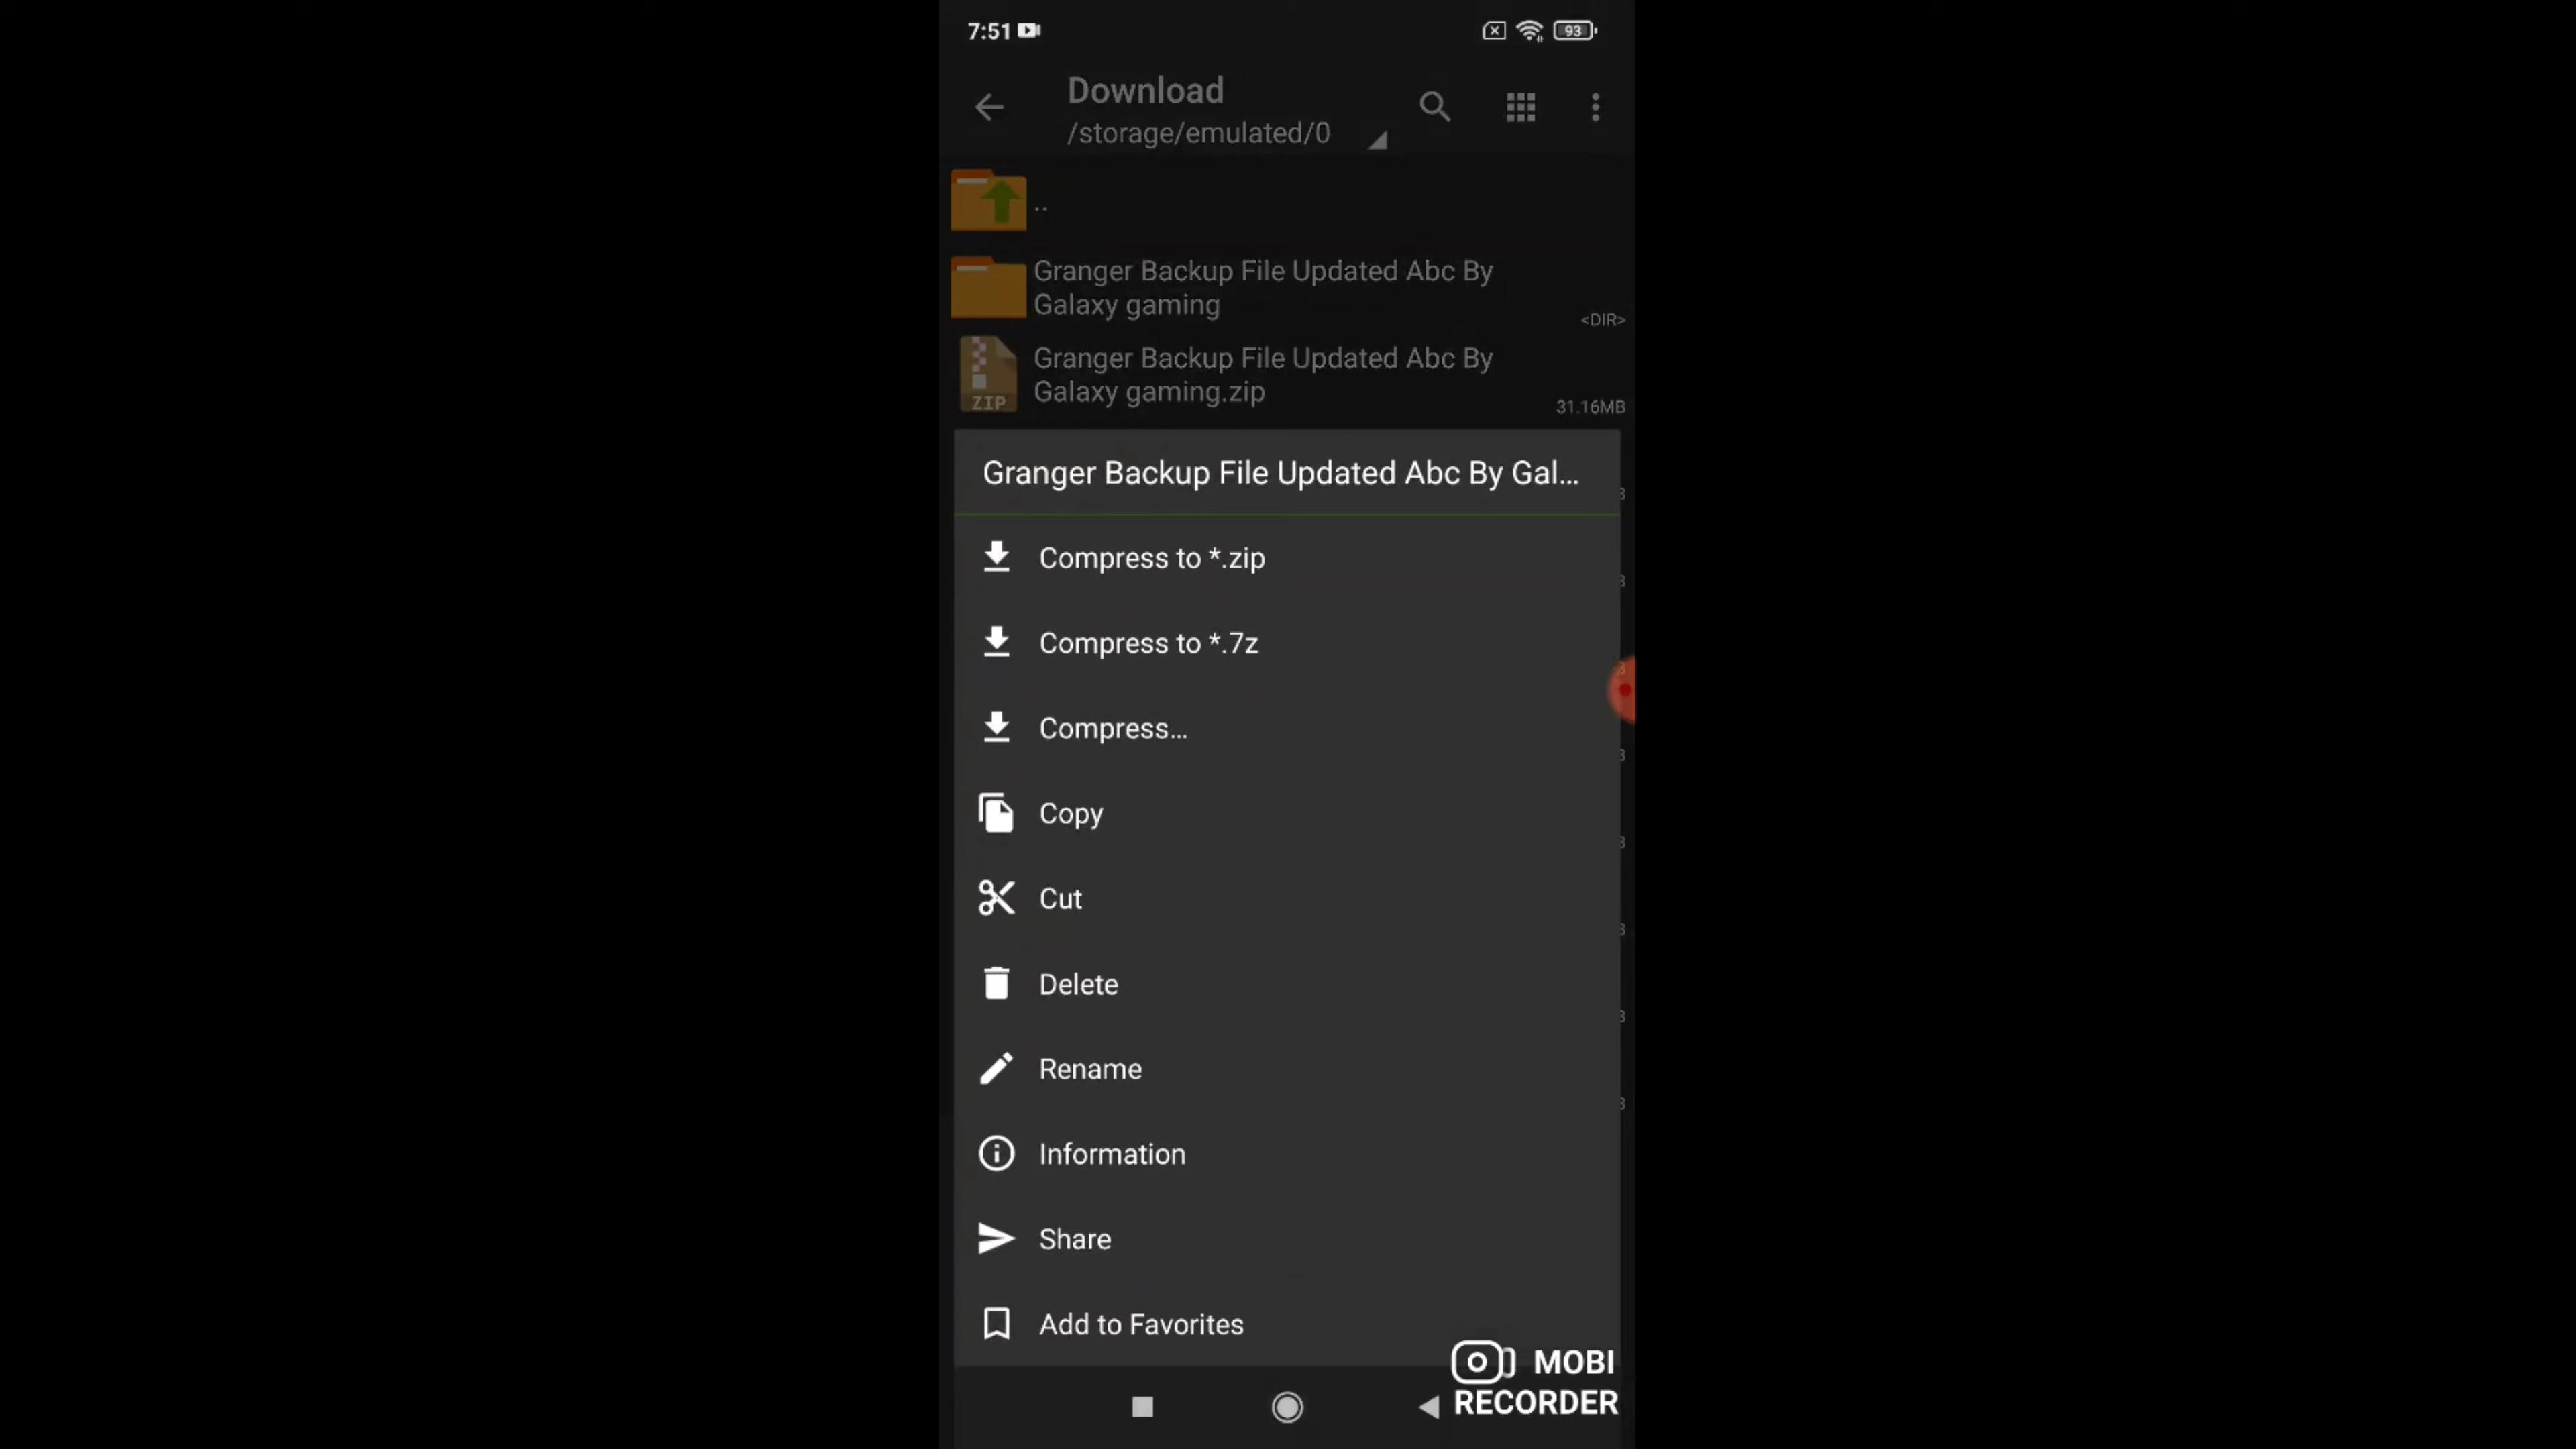 7:51
93
Download
/storage/emulated/0
..
Granger Backup File Updated Abc By
Galaxy gaming
<DIR>
Granger Backup File Updated Abc By
Galaxy gaming.zip
ZIP
31.16MB
Granger Backup File Updated Abc By Gal...
Compress to *.zip
Compress to *.7z
Compress...
Copy
Cut
Delete
Rename
Information
Share
Add to Favorites
MOBI
RECORDER